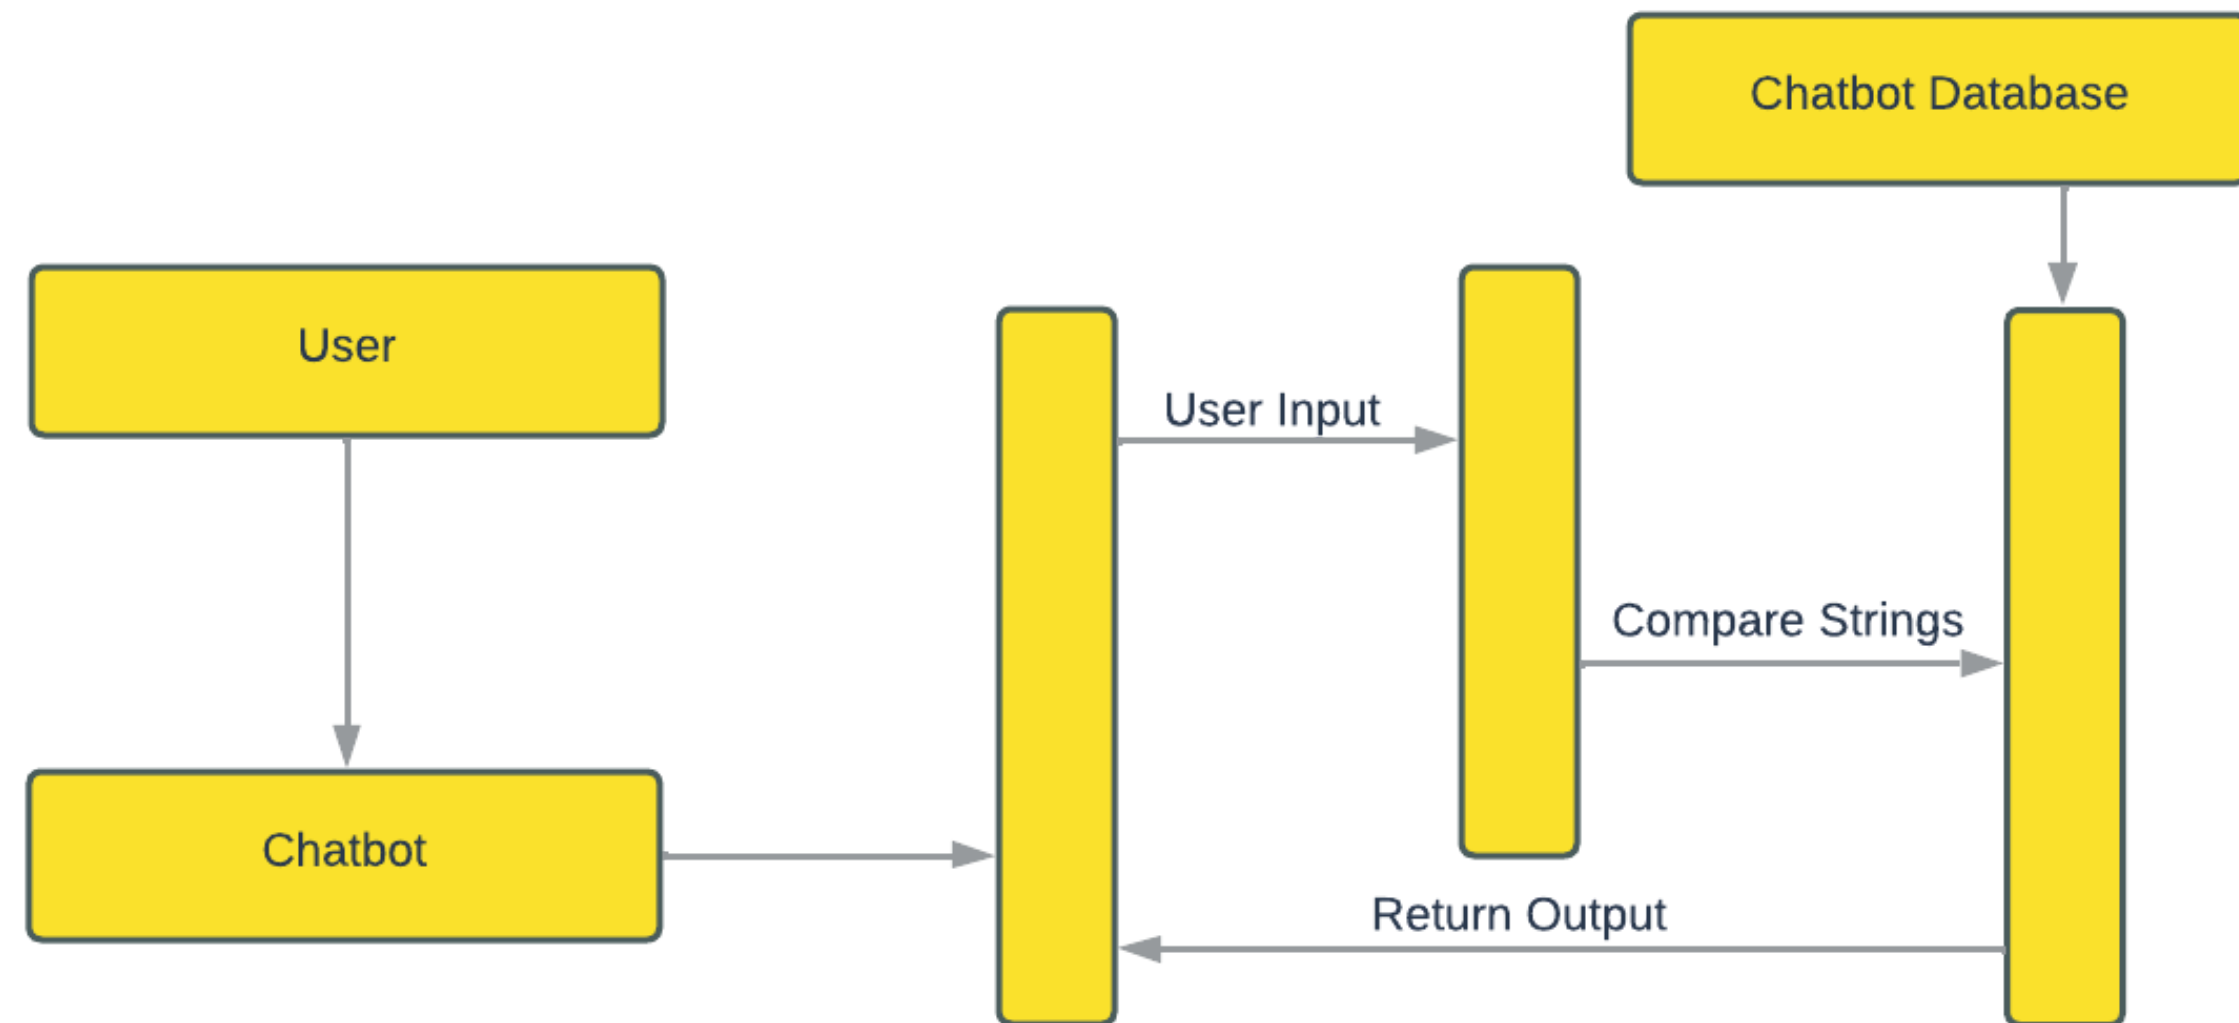 Chatbot Database
User
User Input
Compare Strings
Chatbot
Return Output